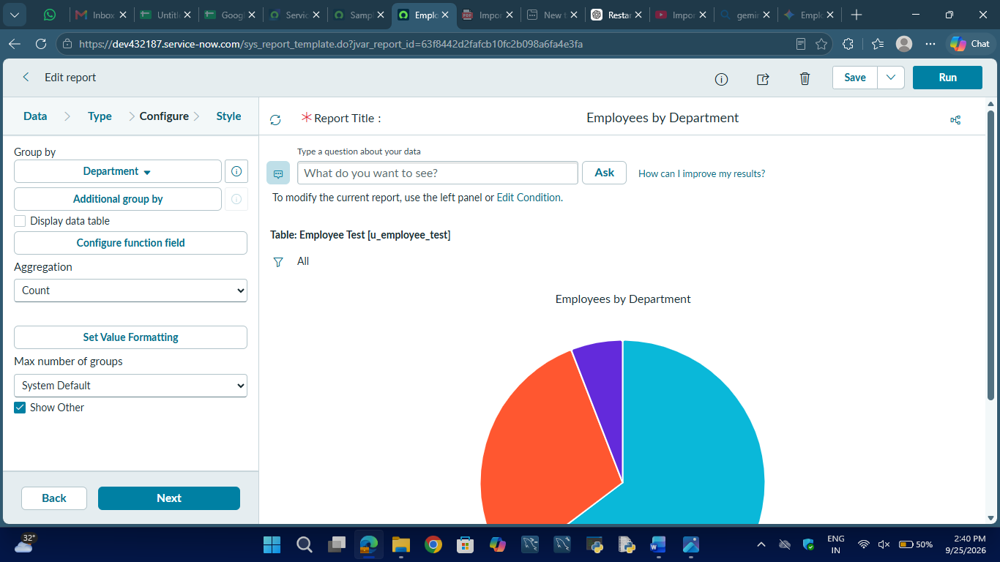 Inbox
Untitl
Goog
Servic
Samp
Emplo
Impor
New t
Restar
Impor
gemir
Emplo
https://dev432187.service-now.com/sys_report_template.do?jvar_report_id=63f8442d2fafcb10fc2b098a6fa4e3fa
Chat
Edit report
Save
Run
Data
Type
Configure
Style
* Report Title :
Employees by Department
Group by
Department
Additional group by
Display data table
Configure function field
Aggregation
Count
Set Value Formatting
Max number of groups
System Default
Show Other
Back
Next
Type a question about your data
What do you want to see?
Ask
How can I improve my results?
To modify the current report, use the left panel or Edit Condition.
Table: Employee Test [u_employee_test]
All
Employees by Department
32°
ENG
IN
50%
2:40 PM
9/25/2026